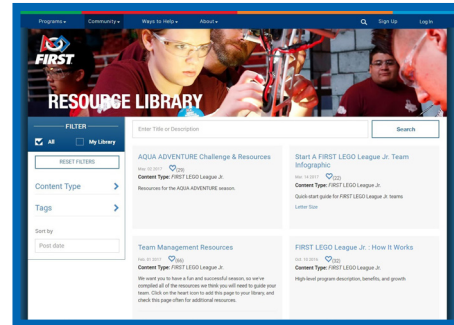 Programs
Community
Ways to Help
About
Sign Up
Log In
FIRST
RESOURCE LIBRARY
FILTER
All
My Library
RESET FILTERS
Content Type
Tags
Sort by
Post date
Enter Title or Description
Search
AQUA ADVENTURE Challenge & Resources
2017 (29)
Content Type: FIRST LEGO League Jr.
Resources for the AQUA ADVENTURE season.
Start A FIRST LEGO League Jr. Team
Infographic
2017 (22)
Content Type: FIRST LEGO League Jr.
Quick-start guide for FIRST LEGO League Jr. teams
Letter Size
Team Management Resources
2017 (66)
Content Type: FIRST LEGO League Jr.
We want you to have a fun and successful season, so we've
compiled all of the resources we think you will need to guide your
team. Click on the heart icon to add this page to your library, and
check this page often for additional resources.
FIRST LEGO League Jr. : How It Works
(32)
Content Type: FIRST LEGO League Jr.
High-level program description, benefits, and growth